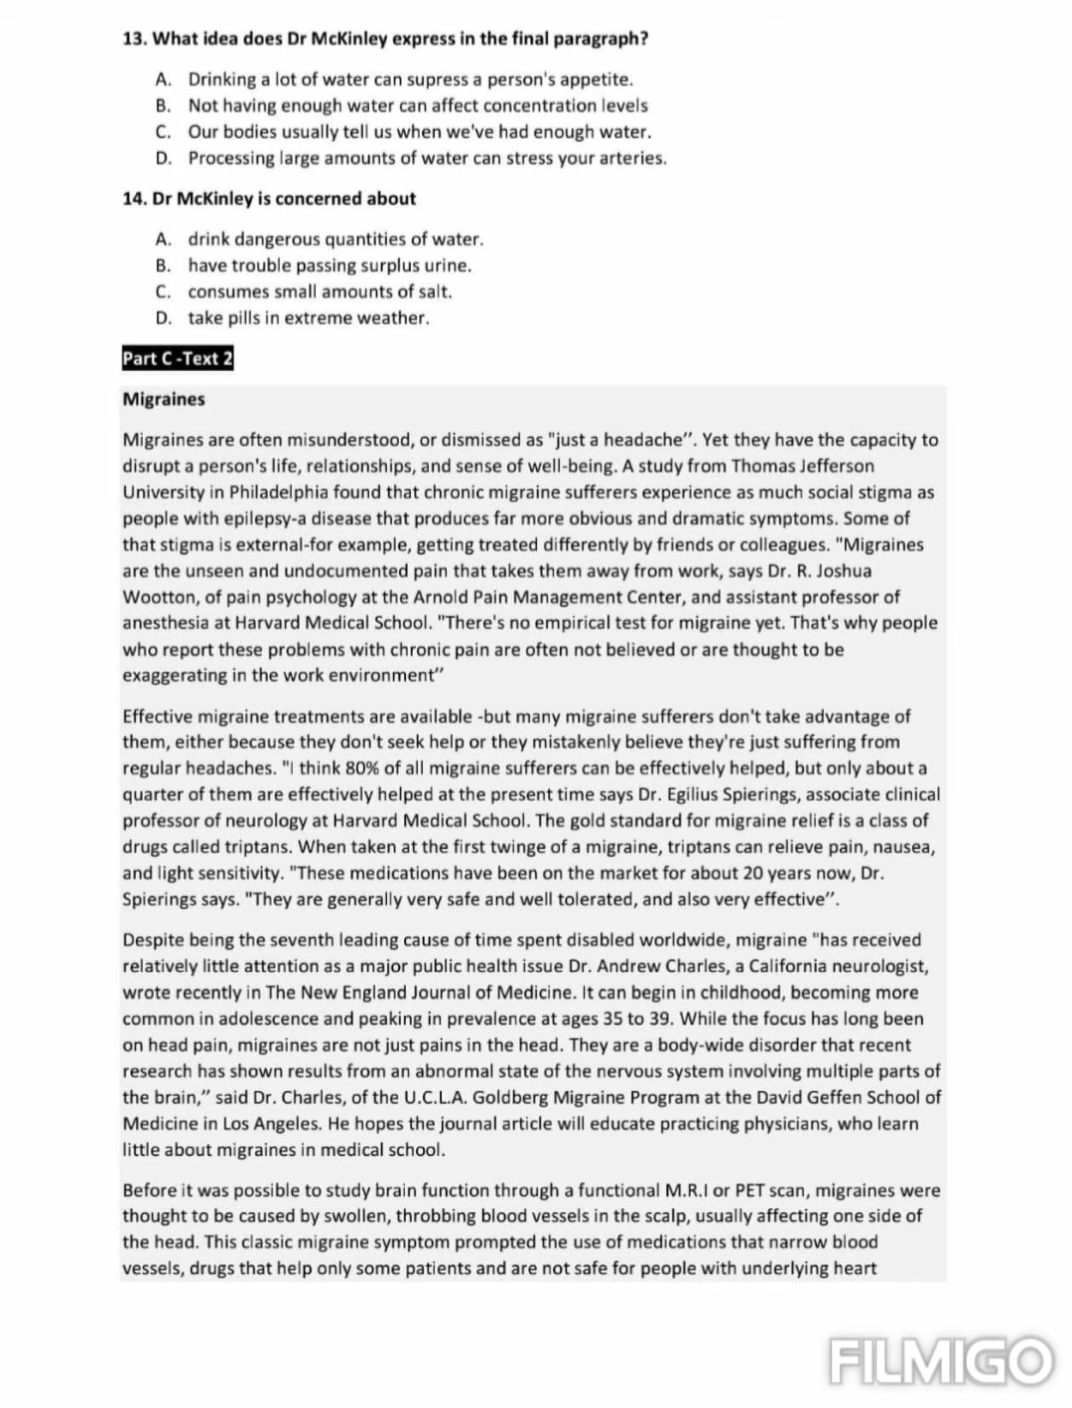 13. What idea does Dr McKinley express in the final paragraph?
A. Drinking a lot of water can supress a person's appetite.
B. Not having enough water can affect concentration levels
C. Our bodies usually tell us when we've had enough water.
D. Processing large amounts of water can stress your arteries.
14. Dr McKinley is concerned about
A. drink dangerous quantities of water.
B. have trouble passing surplus urine.
C. consumes small amounts of salt.
D. take pills in extreme weather.
Part C -Text 2
Migraines
Migraines are often misunderstood, or dismissed as "just a headache”. Yet they have the capacity to
disrupt a person's life, relationships, and sense of well-being. A study from Thomas Jefferson
University in Philadelphia found that chronic migraine sufferers experience as much social stigma as
people with epilepsy-a disease that produces far more obvious and dramatic symptoms. Some of
that stigma is external-for example, getting treated differently by friends or colleagues. "Migraines
are the unseen and undocumented pain that takes them away from work, says Dr. R. Joshua
Wootton, of pain psychology at the Arnold Pain Management Center, and assistant professor of
anesthesia at Harvard Medical School. "There's no empirical test for migraine yet. That's why people
who report these problems with chronic pain are often not believed or are thought to be
exaggerating in the work environment”
Effective migraine treatments are available -but many migraine sufferers don't take advantage of
them, either because they don't seek help or they mistakenly believe they're just suffering from
regular headaches. "I think 80% of all migraine sufferers can be effectively helped, but only about a
quarter of them are effectively helped at the present time says Dr. Egilius Spierings, associate clinical
professor of neurology at Harvard Medical School. The gold standard for migraine relief is a class of
drugs called triptans. When taken at the first twinge of a migraine, triptans can relieve pain, nausea,
and light sensitivity. "These medications have been on the market for about 20 years now, Dr.
Spierings says. "They are generally very safe and well tolerated, and also very effective”.
Despite being the seventh leading cause of time spent disabled worldwide, migraine "has received
relatively little attention as a major public health issue Dr. Andrew Charles, a California neurologist,
wrote recently in The New England Journal of Medicine. It can begin in childhood, becoming more
common in adolescence and peaking in prevalence at ages 35 to 39. While the focus has long been
on head pain, migraines are not just pains in the head. They are a body-wide disorder that recent
research has shown results from an abnormal state of the nervous system involving multiple parts of
the brain,” said Dr. Charles, of the U.C.L.A. Goldberg Migraine Program at the David Geffen School of
Medicine in Los Angeles. He hopes the journal article will educate practicing physicians, who learn
little about migraines in medical school.
Before it was possible to study brain function through a functional M.R.I or PET scan, migraines were
thought to be caused by swollen, throbbing blood vessels in the scalp, usually affecting one side of
the head. This classic migraine symptom prompted the use of medications that narrow blood
vessels, drugs that help only some patients and are not safe for people with underlying heart
FILMIGO